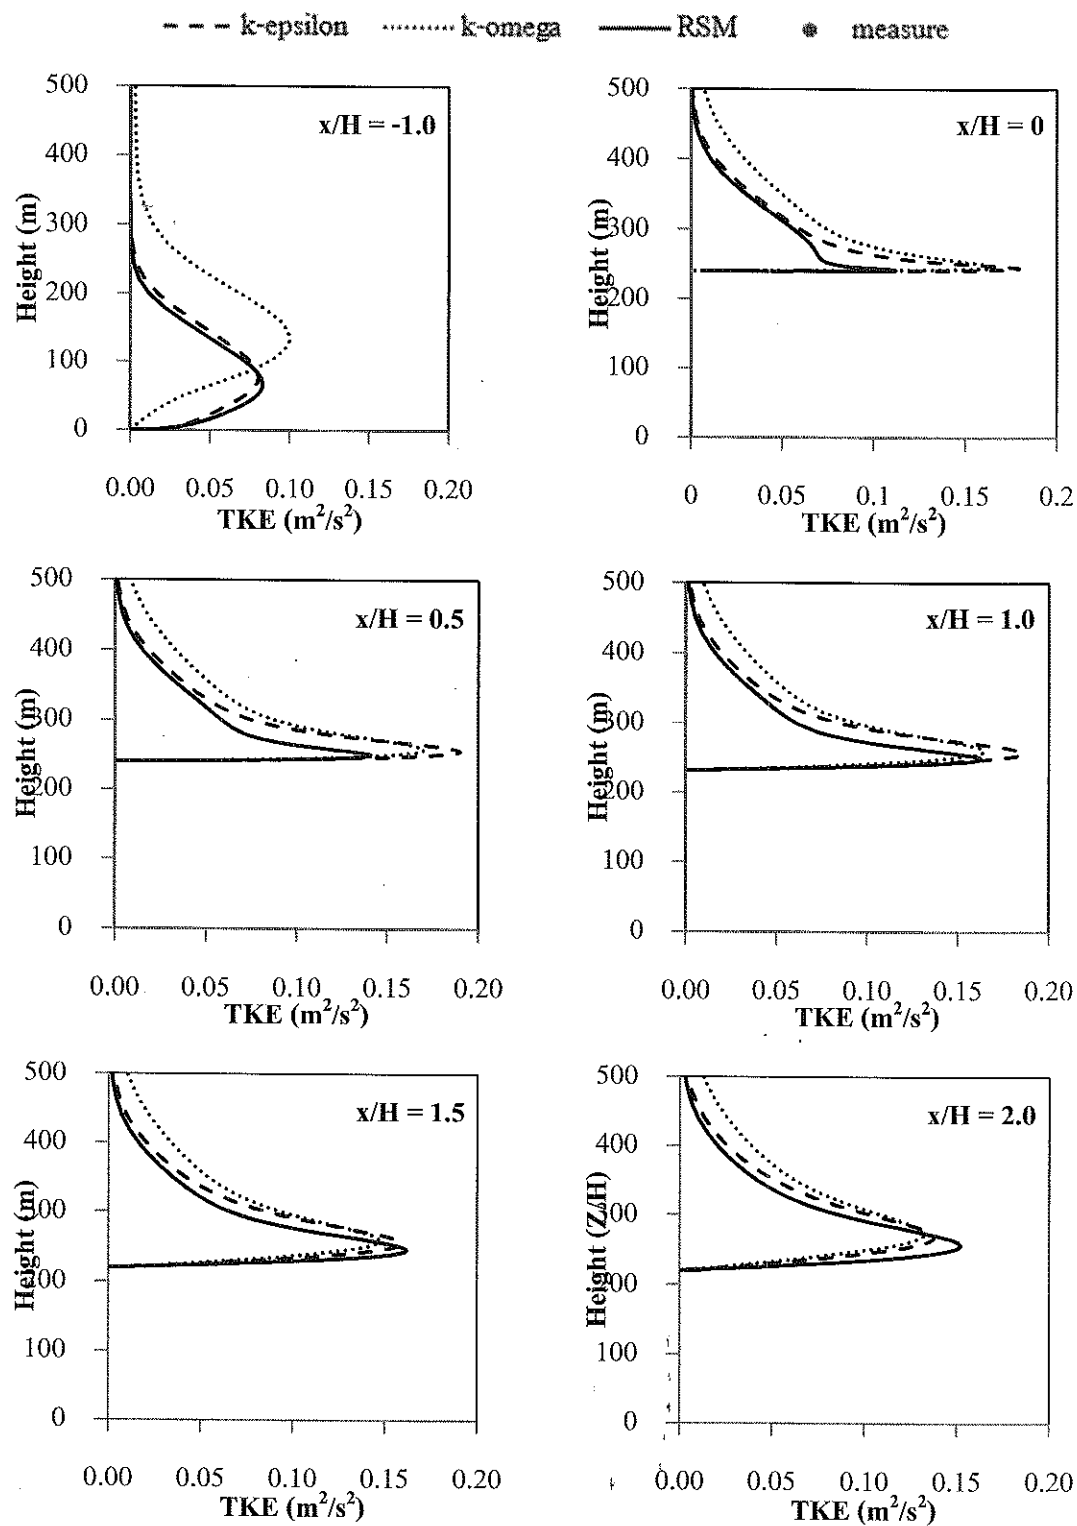 k-epsilon k-omega RSM measure
500
400
300
200
100
0
Height (m)
x/H = -1.0
0.00 0.05 0.10 0.15 0.20
TKE (m²/s²)
500
400
300
200
100
0
Height (m)
x/H = 0
0 0.05 0.1 0.15 0.2
TKE (m²/s²)
500
400
300
200
100
0
Height (m)
x/H = 0.5
0.00 0.05 0.10 0.15 0.20
TKE (m²/s²)
500
400
300
200
100
0
Height (m)
x/H = 1.0
0.00 0.05 0.10 0.15 0.20
TKE (m²/s²)
500
400
300
200
100
0
Height (m)
x/H = 1.5
0.00 0.05 0.10 0.15 0.20
TKE (m²/s²)
500
400
300
200
100
0
Height (Z/H)
x/H = 2.0
0.00 0.05 0.10 0.15 0.20
TKE (m²/s²)